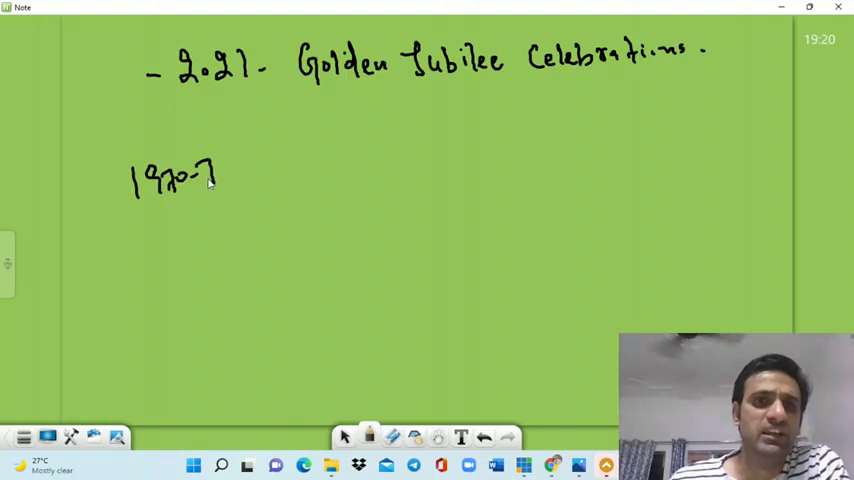 Note
19:20
- 2021 - Golden Jubilee Celebrations.
1970-7
27°C
Mostly clear